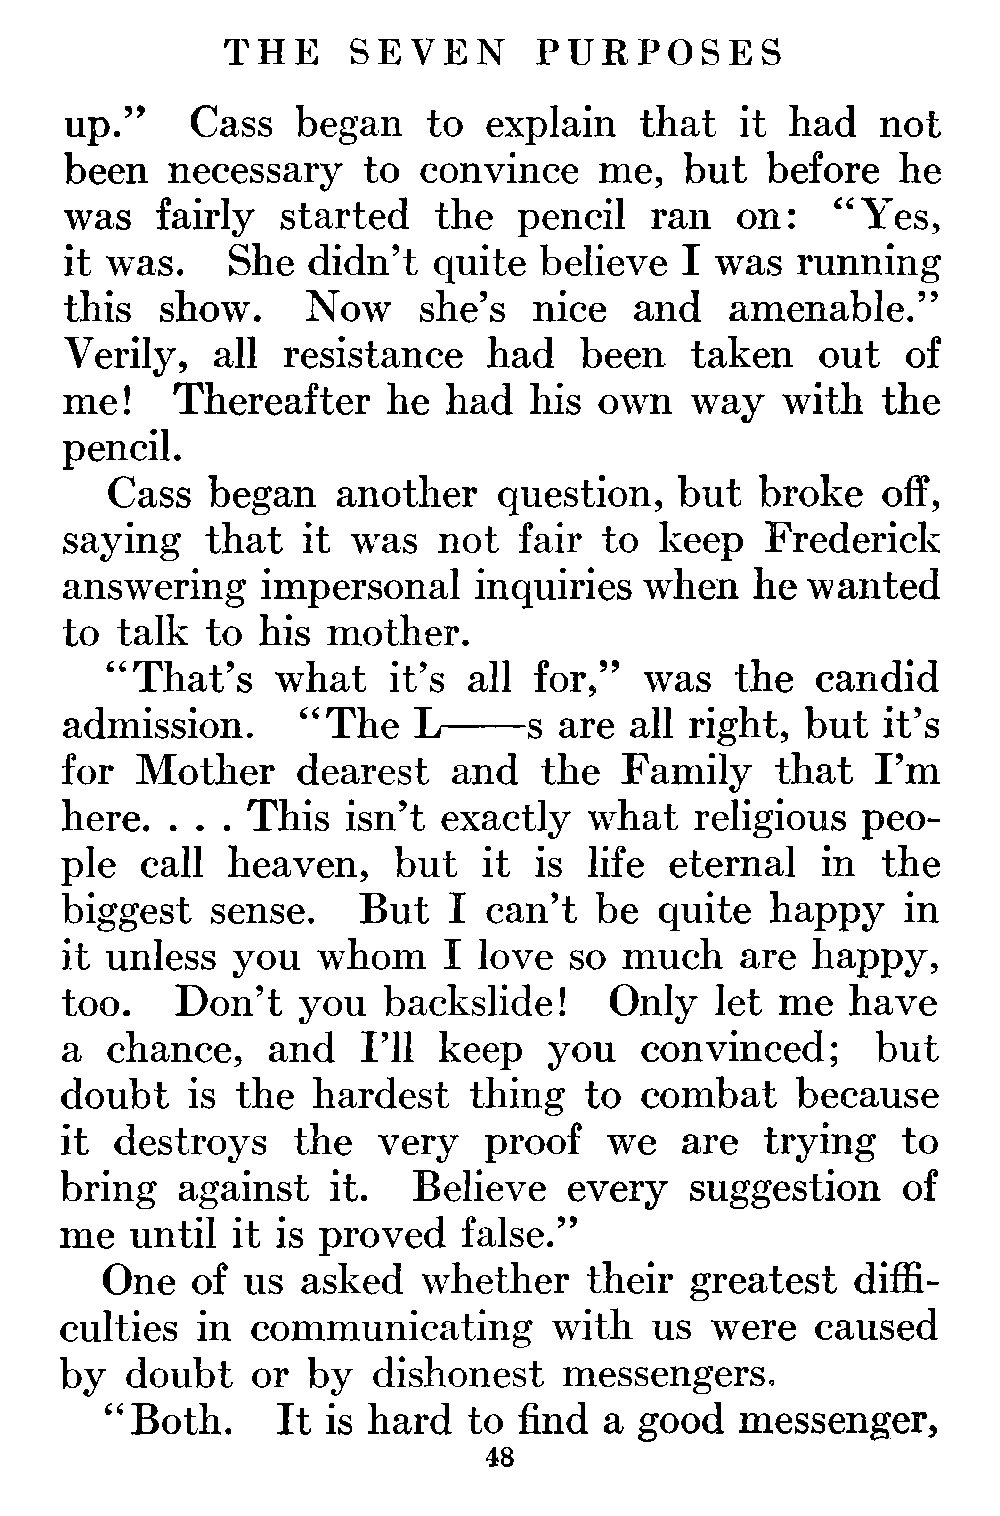 THE SEVEN PURPOSES
up.” Cass began to explain that it had not
been necessary to convince me, but before he
was fairly started the pencil ran on: “Yes,
it was. She didn’t quite believe I was running
this show. Now she’s nice and amenable.”
Verily, all resistance had been taken out of
me! Thereafter he had his own way with the
pencil.
Cass began another question, but broke off,
saying that it was not fair to keep Frederick
answering impersonal inquiries when he wanted
to talk to his mother.
“That’s what it’s all for,” was the candid
admission. “The L——s are all right, but it’s
for Mother dearest and the Family that I’m
here. . . . This isn’t exactly what religious peo-
ple call heaven, but it is life eternal in the
biggest sense. But I can’t be quite happy in
it unless you whom I love so much are happy,
too. Don’t you backslide! Only let me have
a chance, and I’ll keep you convinced; but
doubt is the hardest thing to combat because
it destroys the very proof we are trying to
bring against it. Believe every suggestion of
me until it is proved false.”
One of us asked whether their greatest diffi-
culties in communicating with us were caused
by doubt or by dishonest messengers.
“Both. It is hard to find a good messenger,
48